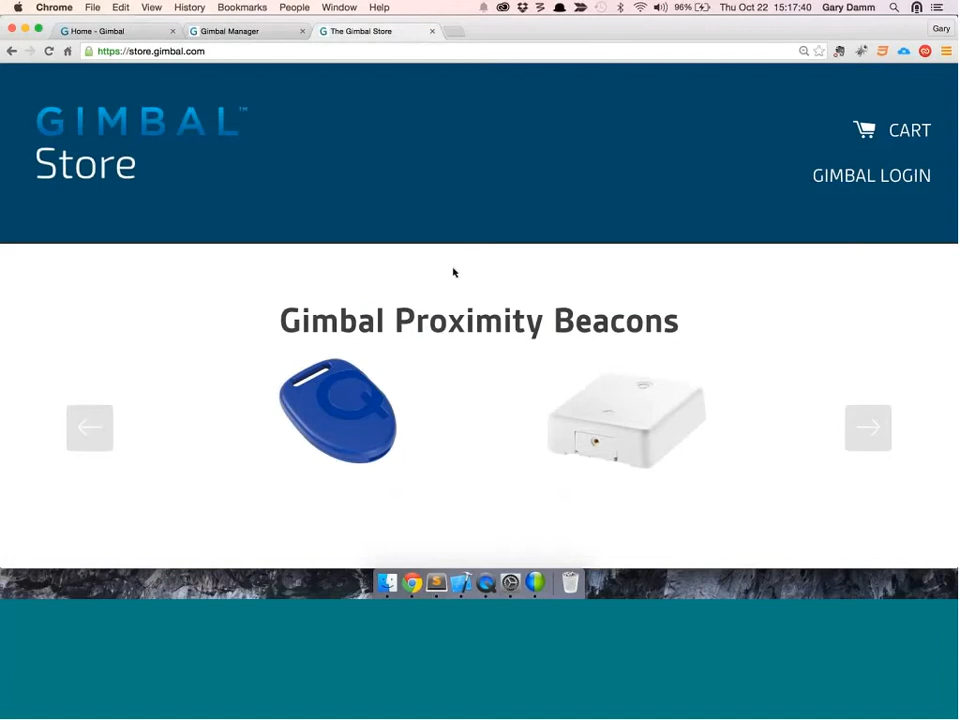 Chrome File Edit View History Bookmarks People Window Help 96% Thu Oct 22 15:17:40 Gary Damm
Home - Gimbal Gimbal Manager The Gimbal Store Gary
https://store.gimbal.com
GIMBAL™
Store
CART
GIMBAL LOGIN
Gimbal Proximity Beacons